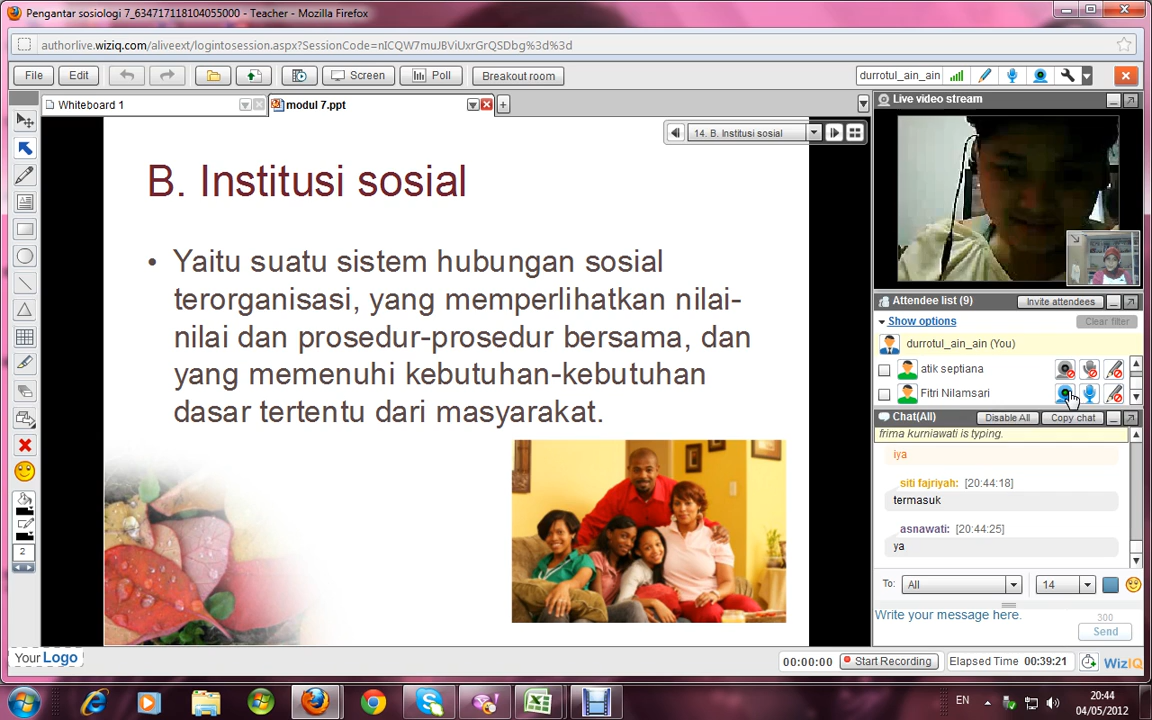 Pengantar sosiologi 7_634717118104055000 - Teacher - Mozilla Firefox
authorlive.wiziq.com/aliveext/logintosession.aspx?SessionCode=nICQW7muJBViUxrGrQSDbg%3d%3d
File Edit Screen Poll Breakout room durrotul_ain_ain
Whiteboard 1 modul 7.ppt
Live video stream
14. B. Institusi sosial
B. Institusi sosial
• Yaitu suatu sistem hubungan sosial
terorganisasi, yang memperlihatkan nilai-
nilai dan prosedur-prosedur bersama, dan
yang memenuhi kebutuhan-kebutuhan
dasar tertentu dari masyarakat.
Attendee list (9) Invite attendees
Show options Clear filter
durrotul_ain_ain (You)
atik septiana
Fitri Nilamsari
Chat(All) Disable All Copy chat
frima kurniawati is typing.
iya
siti fajriyah: [20:44:18]
termasuk
asnawati: [20:44:25]
ya
To: All 14
Write your message here.
300
Send
2
Your Logo
00:00:00 Start Recording Elapsed Time 00:39:21 WizIQ
EN 20:44
04/05/2012